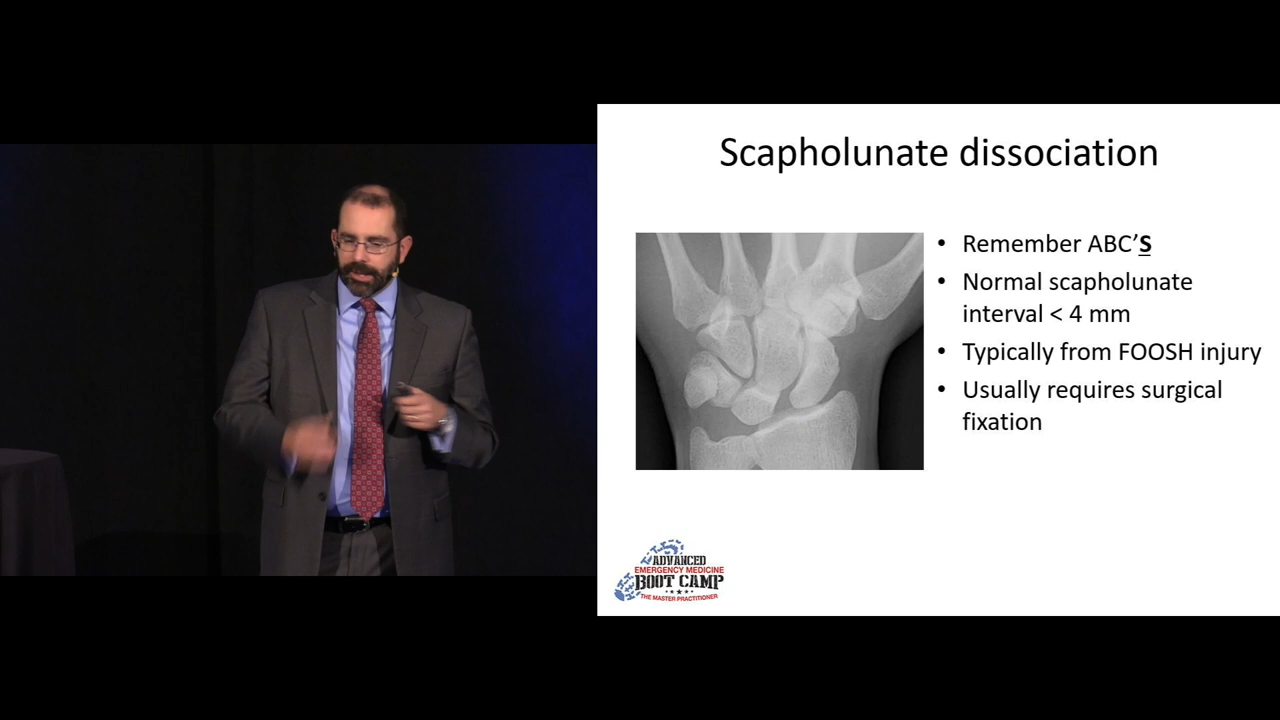 Scapholunate dissociation
• Remember ABC’S
• Normal scapholunate
interval < 4 mm
• Typically from FOOSH injury
• Usually requires surgical
fixation
ADVANCED
EMERGENCY MEDICINE
BOOT CAMP
THE MASTER PRACTITIONER